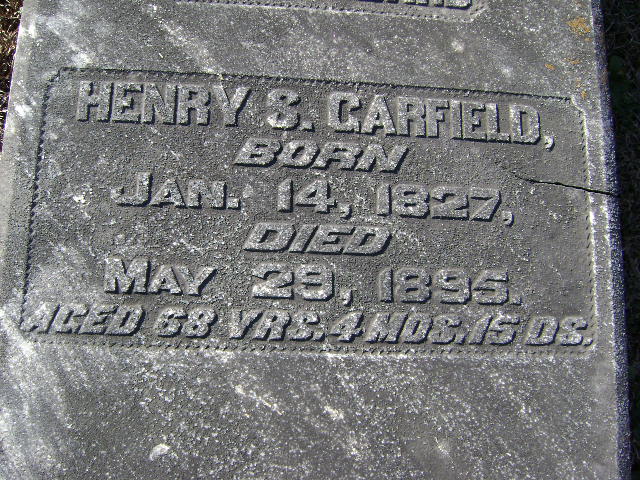 HENRY S. GARFIELD,
BORN
JAN. 14, 1827,
DIED
MAY 29, 1895.
AGED 68 YRS. 4 MOS. 15 DS.